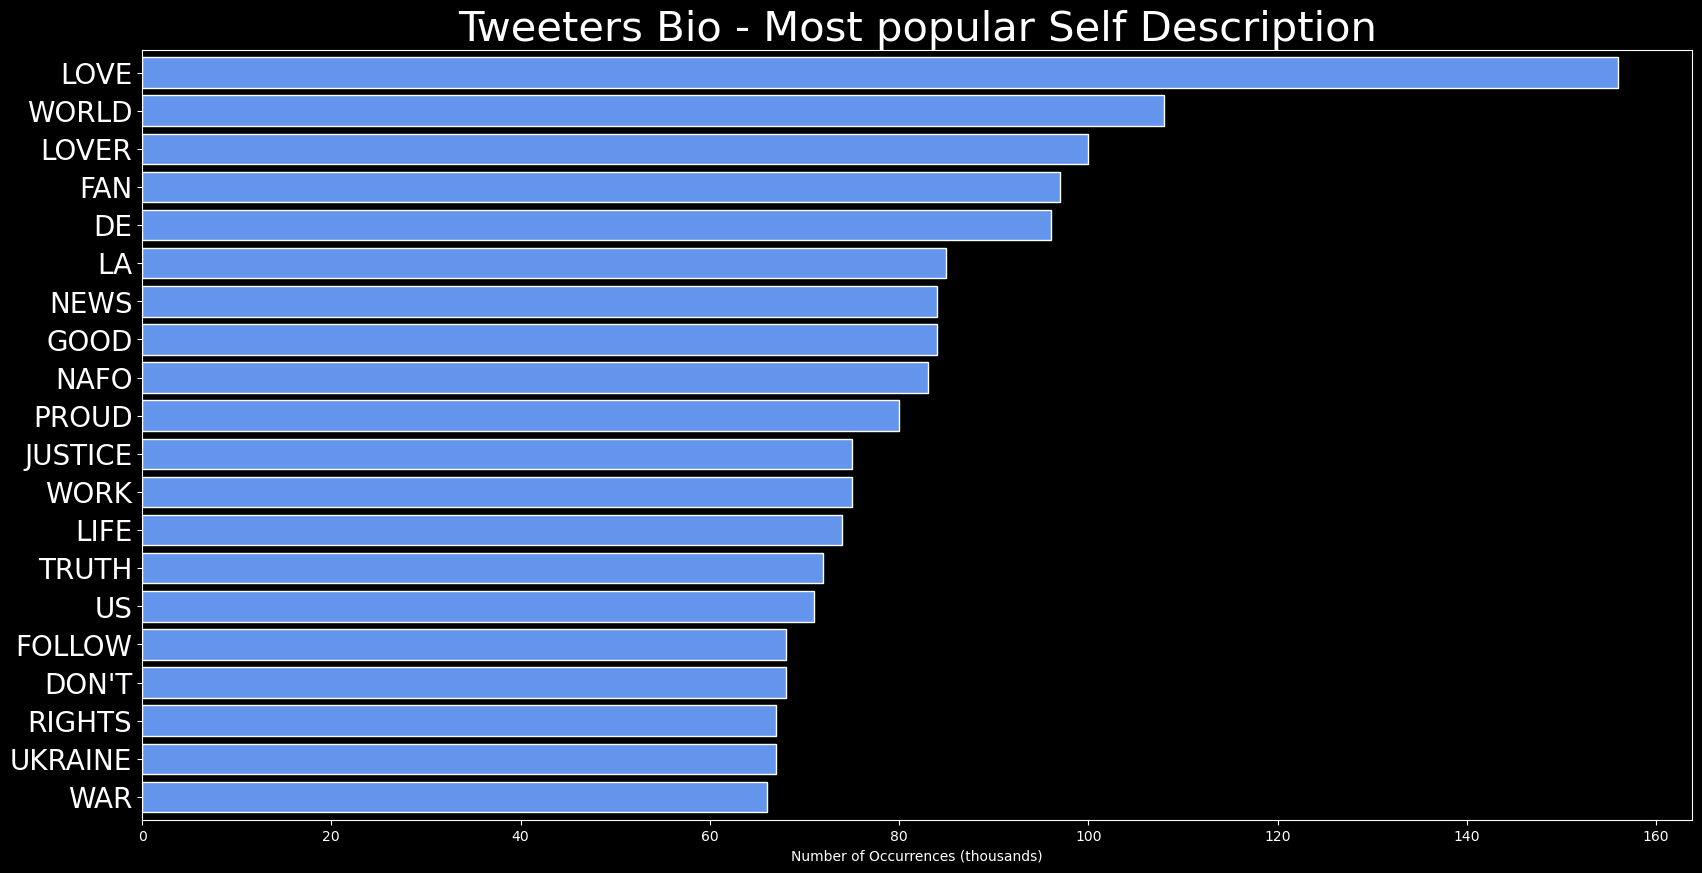 Tweeters Bio - Most popular Self Description
LOVE
WORLD
LOVER
FAN
DE
LA
NEWS
GOOD
NAFO
PROUD
JUSTICE
WORK
LIFE
TRUTH
US
FOLLOW
DON'T
RIGHTS
UKRAINE
WAR
0 20 40 60 80 100 120 140 160
Number of Occurrences (thousands)